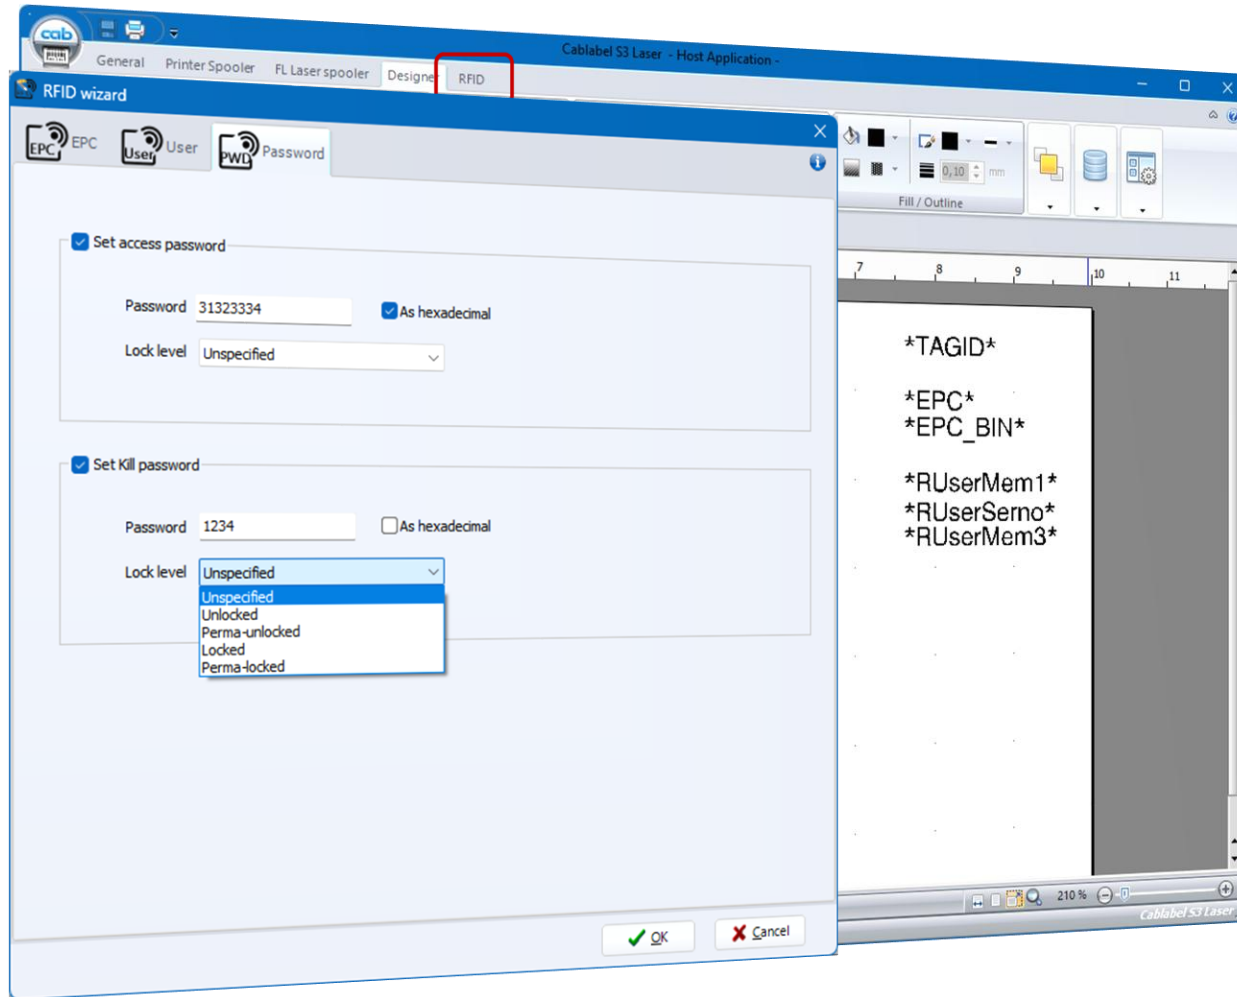 cab
Cablabel S3 Laser - Host Application -
General Printer Spooler FL Laser spooler Designer RFID
RFID wizard
EPC EPC User User PWD Password
Set access password
Password 31323334 As hexadecimal
Lock level Unspecified
Set Kill password
Password 1234 As hexadecimal
Lock level Unspecified
Unspecified
Unlocked
Perma-unlocked
Locked
Perma-locked
OK Cancel
0,10 mm
Fill / Outline
7 8 9 10 11
*TAGID*
*EPC*
*EPC_BIN*
*RUserMem1*
*RUserSerno*
*RUserMem3*
210 %
Cablabel S3 Laser